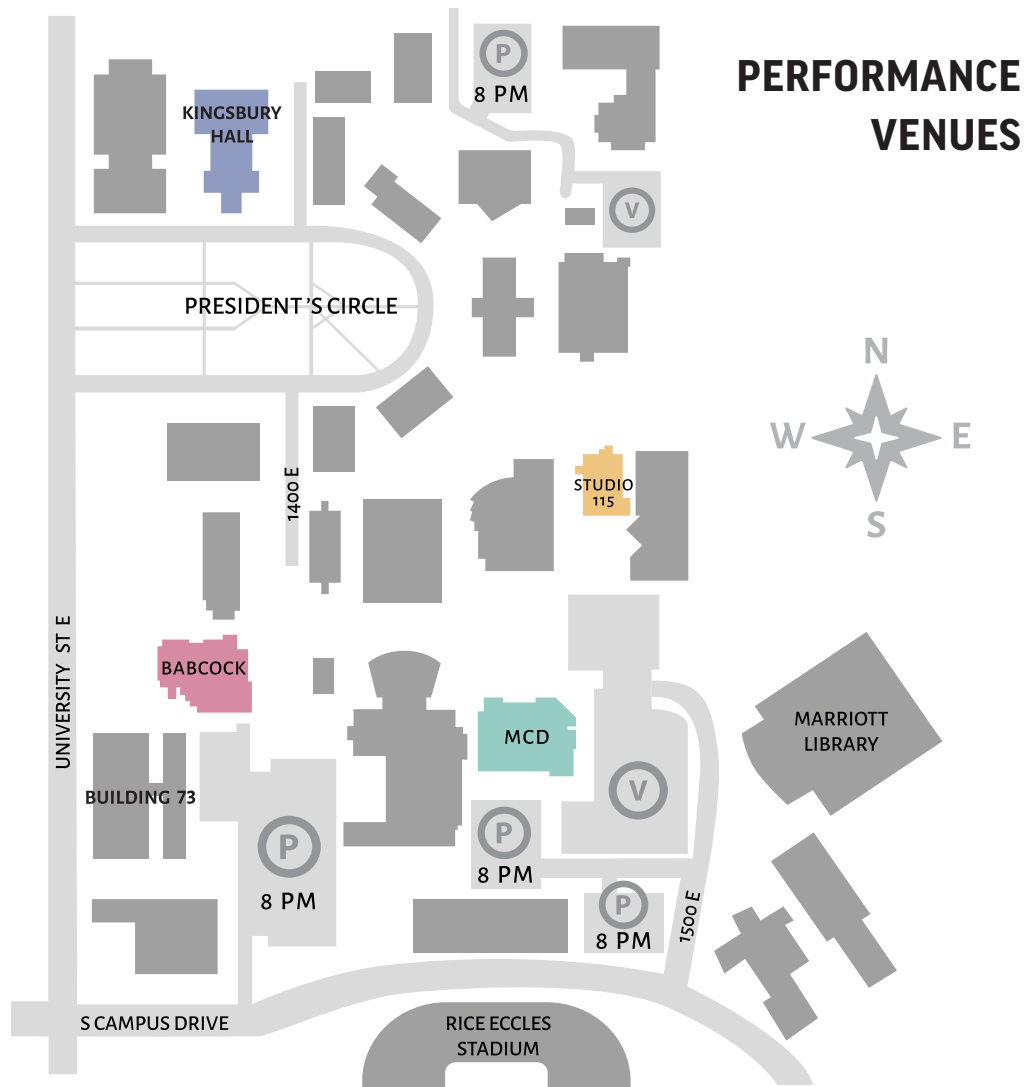 P
8 PM
PERFORMANCE
VENUES
KINGSBURY
HALL
V
PRESIDENT'S CIRCLE
N
W
E
S
1400 E
STUDIO
115
UNIVERSITY ST E
BABCOCK
MCD
MARRIOTT
LIBRARY
BUILDING 73
V
P
8 PM
P
8 PM
P
8 PM
1500 E
S CAMPUS DRIVE
RICE ECCLES
STADIUM